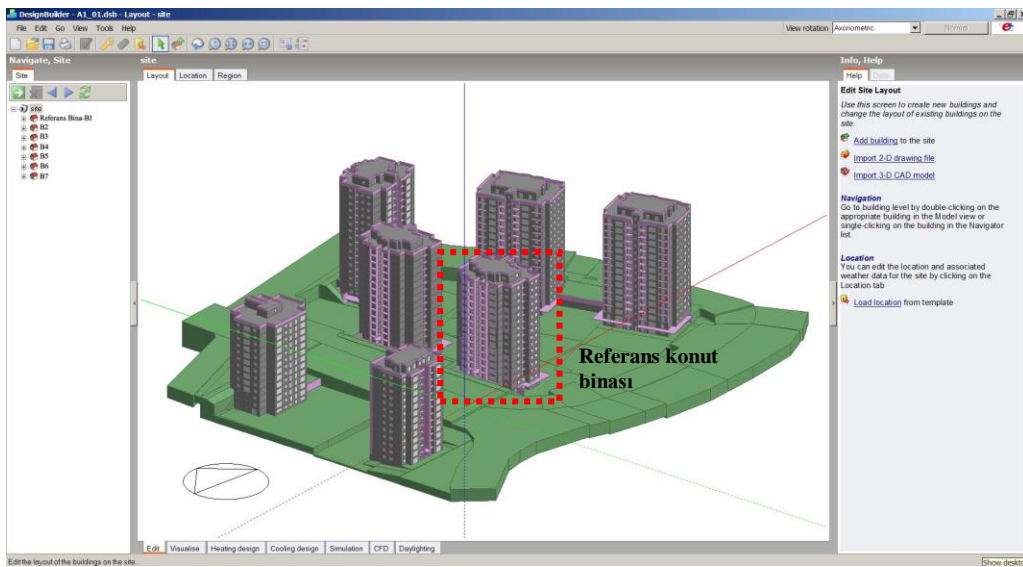 DesignBuilder - A1_01.dsb - Layout - site
File Edit Go View Tools Help
View rotation Axonometric Normal
Navigate, Site
Site
site
Referans Bina-B1
B2
B3
B4
B5
B6
B7
site
Layout Location Region
Referans konut
binası
Edit Visualise Heating design Cooling design Simulation CFD Daylighting
Info, Help
Help Data
Edit Site Layout
Use this screen to create new buildings and
change the layout of existing buildings on the
site.
Add building to the site
Import 2-D drawing file
Import 3-D CAD model
Navigation
Go to building level by double-clicking on the
appropriate building in the Model view or
single-clicking on the building in the Navigator
list.
Location
You can edit the location and associated
weather data for the site by clicking on the
Location tab
Load location from template
Edit the layout of the buildings on the site...
Show deskto